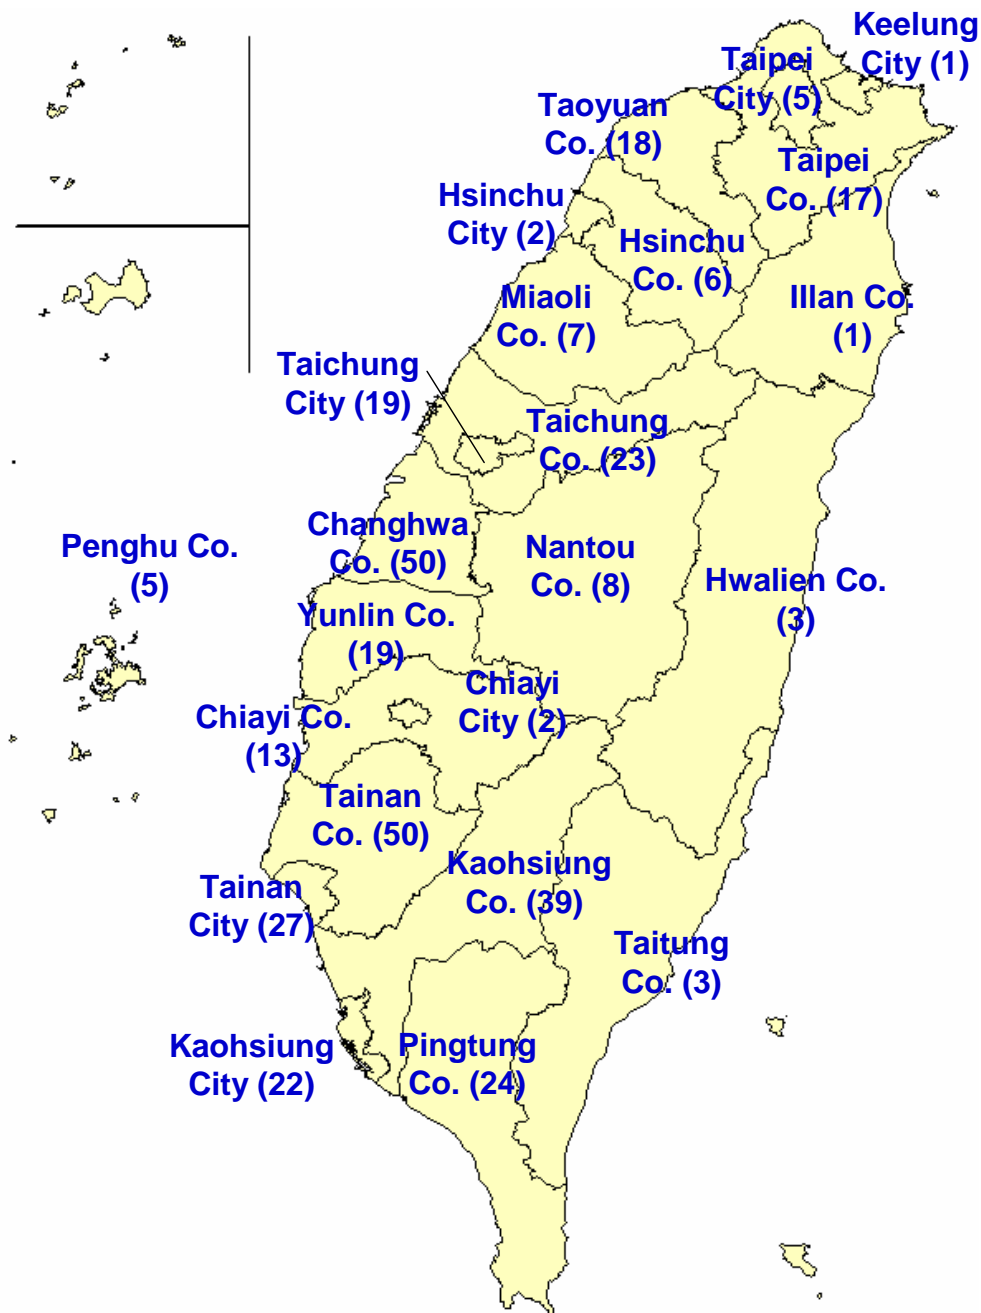 Keelung
City (1)
Taipei
City (5)
Taoyuan
Co. (18)
Taipei
Co. (17)
Hsinchu
City (2)
Hsinchu
Co. (6)
Miaoli
Co. (7)
Illan Co.
(1)
Taichung
City (19)
Taichung
Co. (23)
Changhwa
Co. (50)
Nantou
Co. (8)
Penghu Co.
(5)
Hwalien Co.
(3)
Yunlin Co.
(19)
Chiayi
City (2)
Chiayi Co.
(13)
Tainan
Co. (50)
Kaohsiung
Co. (39)
Tainan
City (27)
Taitung
Co. (3)
Kaohsiung
City (22)
Pingtung
Co. (24)